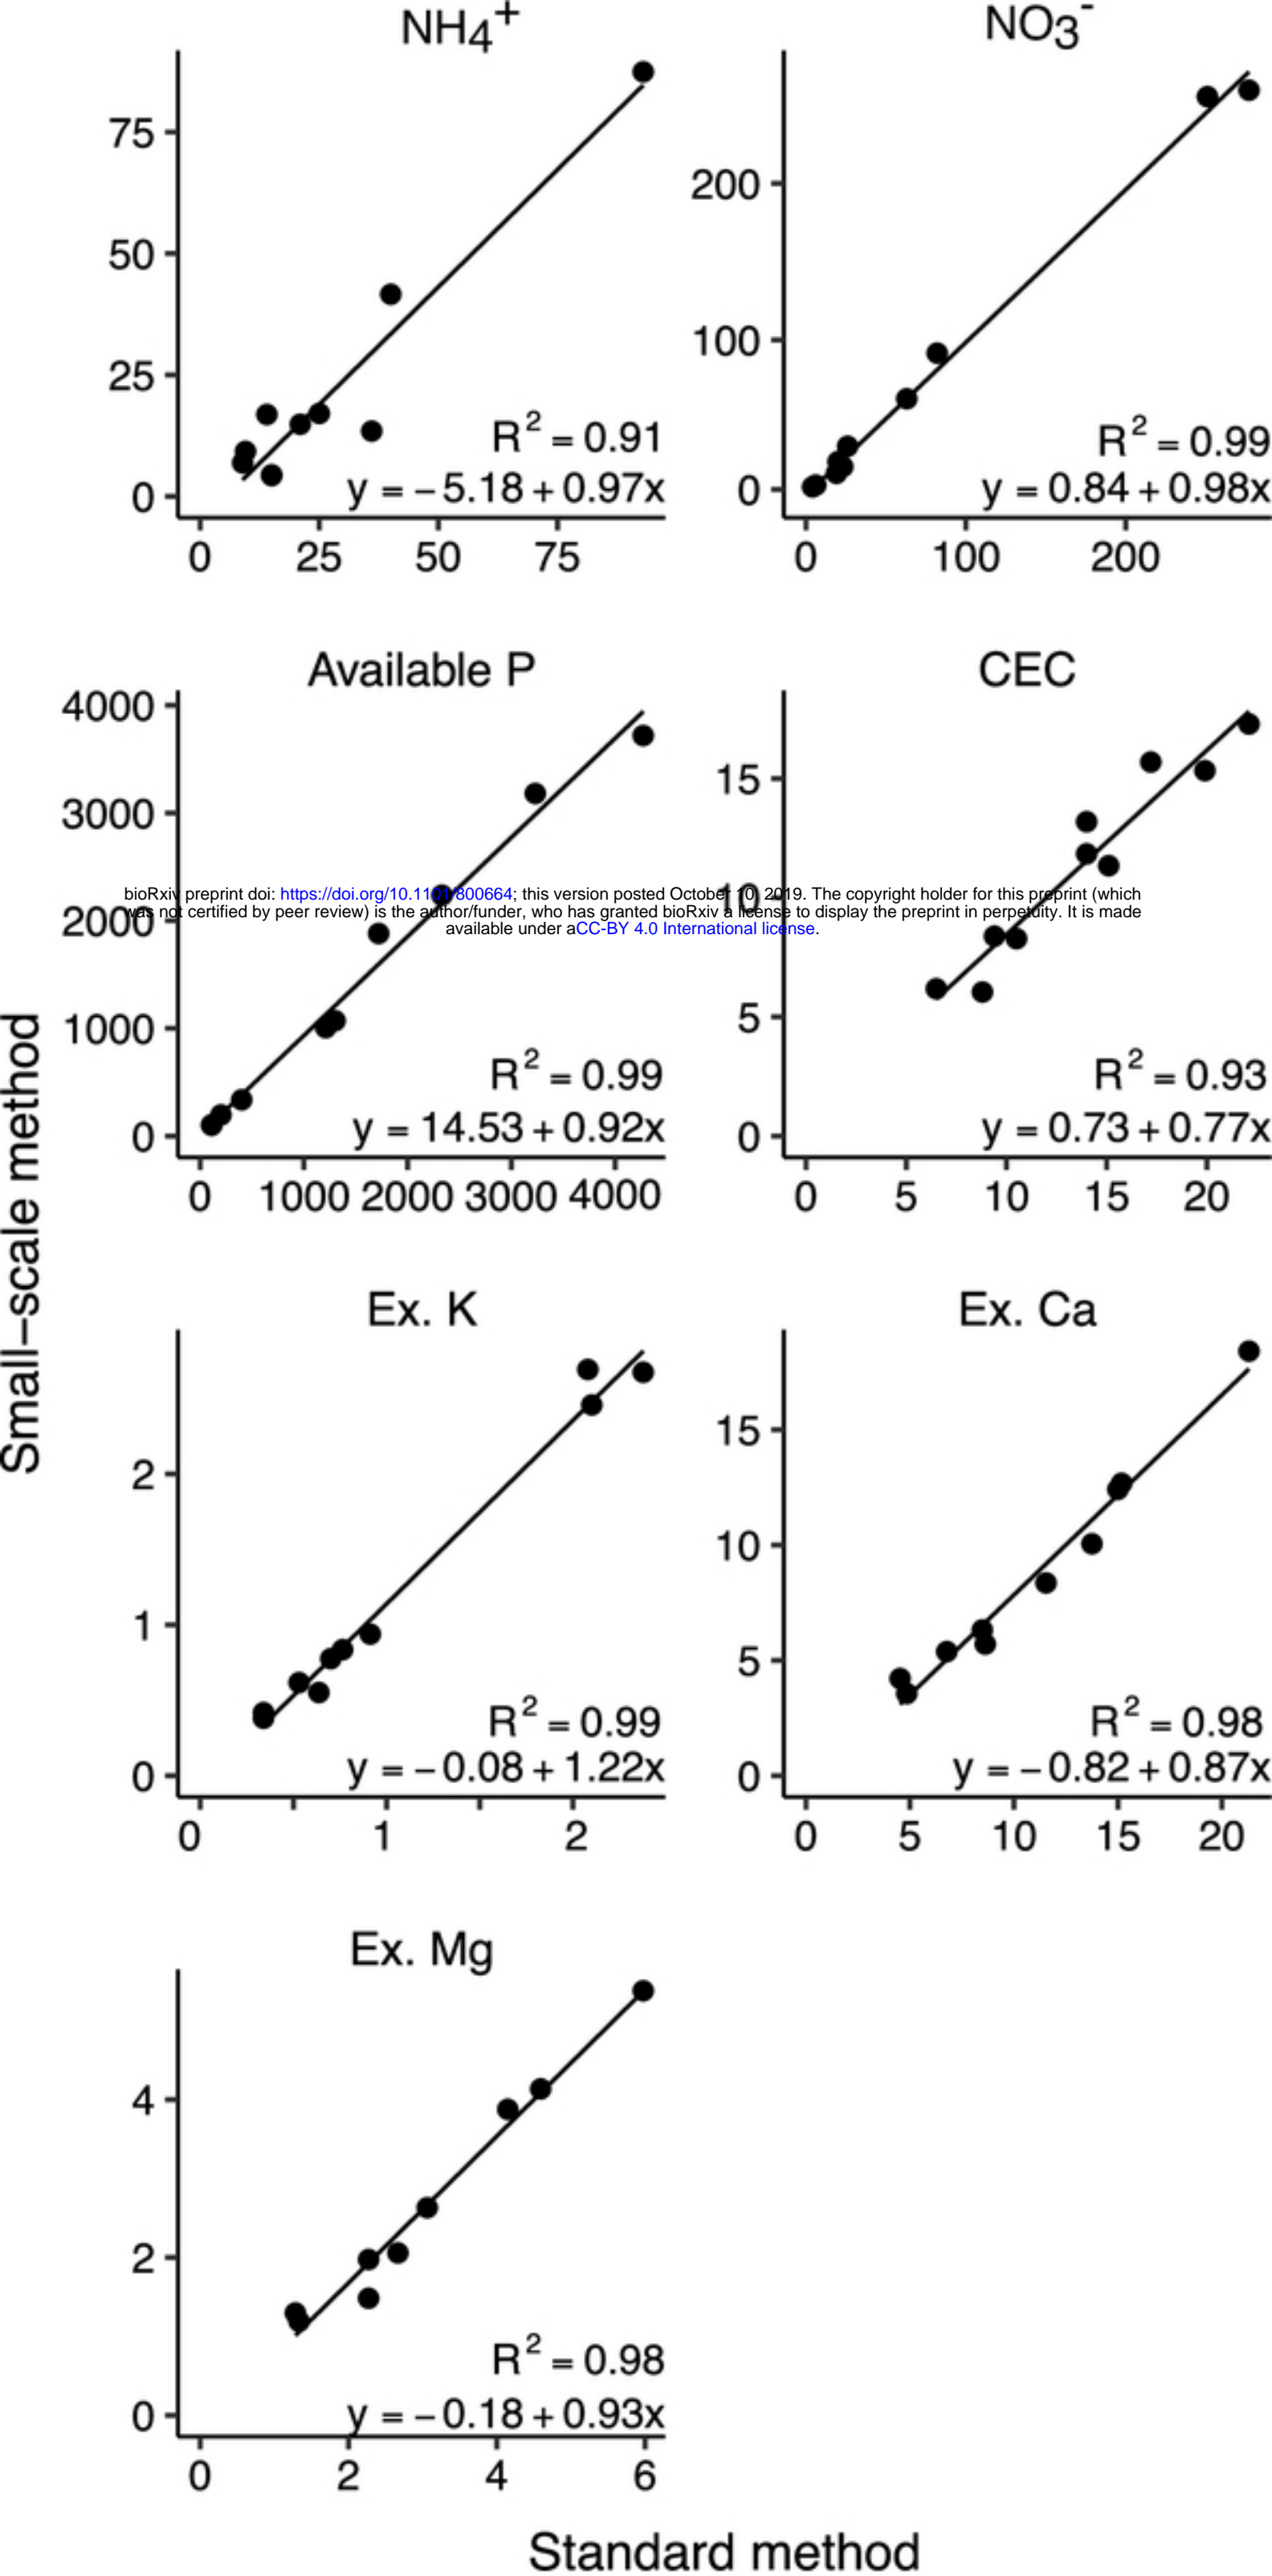 NH4+
75
50
25
0
R2 = 0.91
y = −5.18 + 0.97x
0 25 50 75
NO3-
200
100
0
R2 = 0.99
y = 0.84 + 0.98x
0 100 200
Available P
4000
3000
2000
1000
0
R2 = 0.99
y = 14.53 + 0.92x
0 1000 2000 3000 4000
CEC
15
10
5
0
R2 = 0.93
y = 0.73 + 0.77x
0 5 10 15 20
bioRxiv preprint doi: https://doi.org/10.1101/800664; this version posted October 10, 2019. The copyright holder for this preprint (which
was not certified by peer review) is the author/funder, who has granted bioRxiv a license to display the preprint in perpetuity. It is made
available under aCC-BY 4.0 International license.
Small−scale method
Ex. K
2
1
0
R2 = 0.99
y = −0.08 + 1.22x
0 1 2
Ex. Ca
15
10
5
0
R2 = 0.98
y = −0.82 + 0.87x
0 5 10 15 20
Ex. Mg
4
2
0
R2 = 0.98
y = −0.18 + 0.93x
0 2 4 6
Standard method